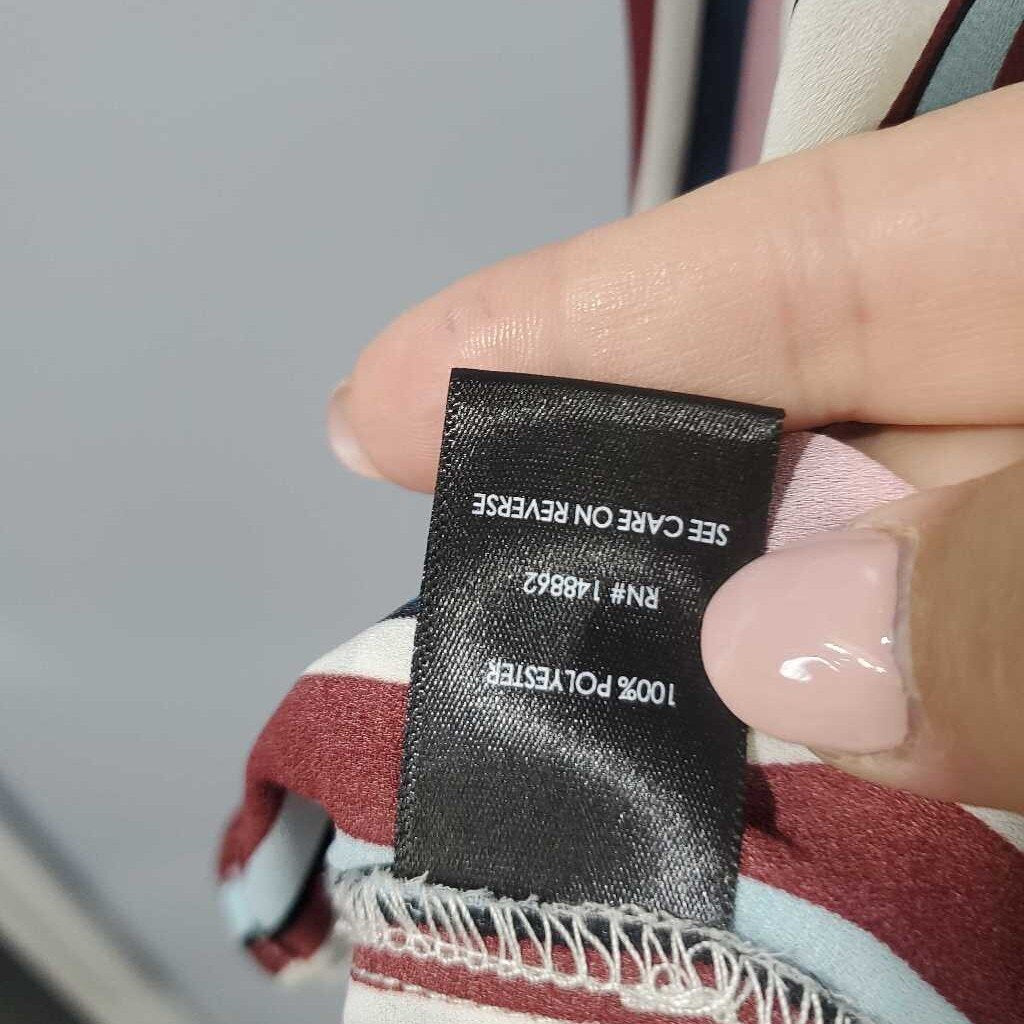 100% POLYESTER
RN# 148862
SEE CARE ON REVERSE